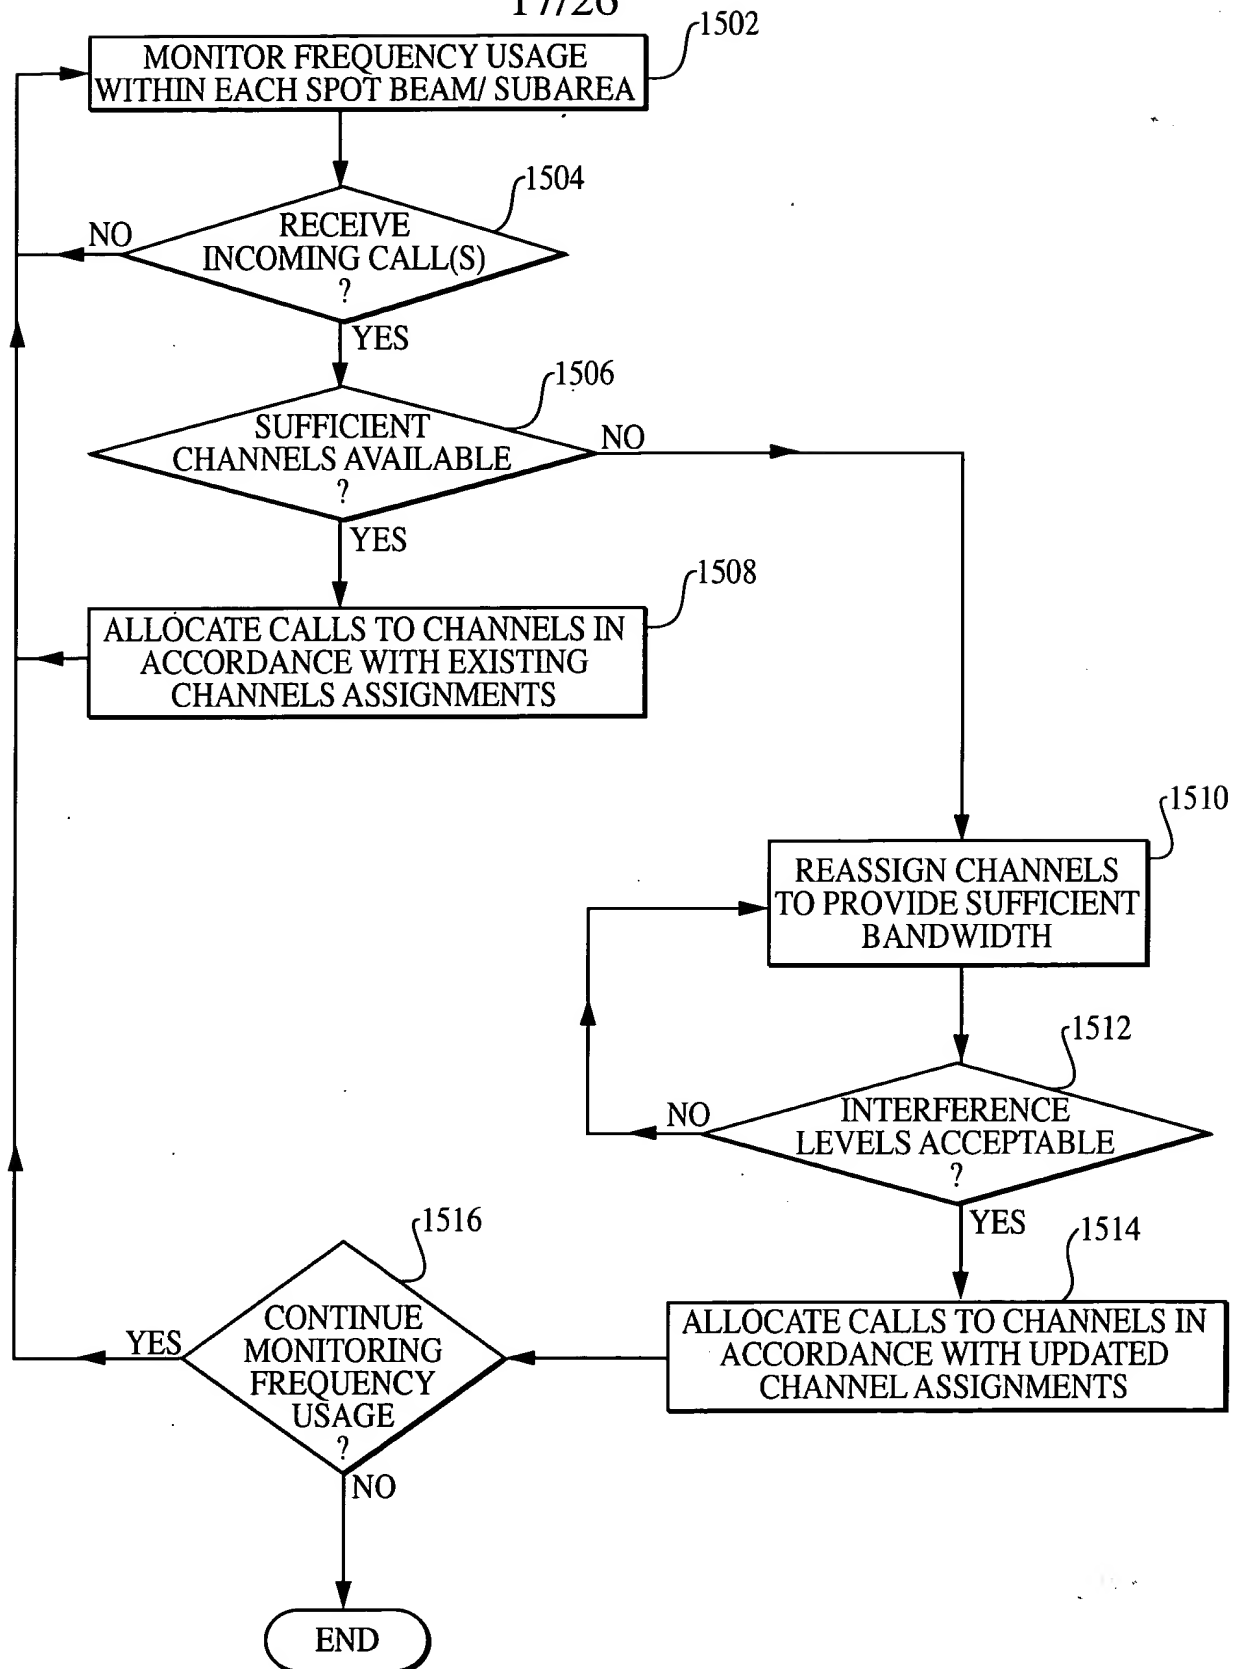 17/26
1502
MONITOR FREQUENCY USAGE
WITHIN EACH SPOT BEAM/ SUBAREA
1504
RECEIVE
INCOMING CALL(S)
?
NO
YES
1506
SUFFICIENT
CHANNELS AVAILABLE
?
NO
YES
1508
ALLOCATE CALLS TO CHANNELS IN
ACCORDANCE WITH EXISTING
CHANNELS ASSIGNMENTS
1510
REASSIGN CHANNELS
TO PROVIDE SUFFICIENT
BANDWIDTH
1512
INTERFERENCE
LEVELS ACCEPTABLE
?
NO
YES
1514
ALLOCATE CALLS TO CHANNELS IN
ACCORDANCE WITH UPDATED
CHANNEL ASSIGNMENTS
1516
CONTINUE
MONITORING
FREQUENCY
USAGE
?
YES
NO
END